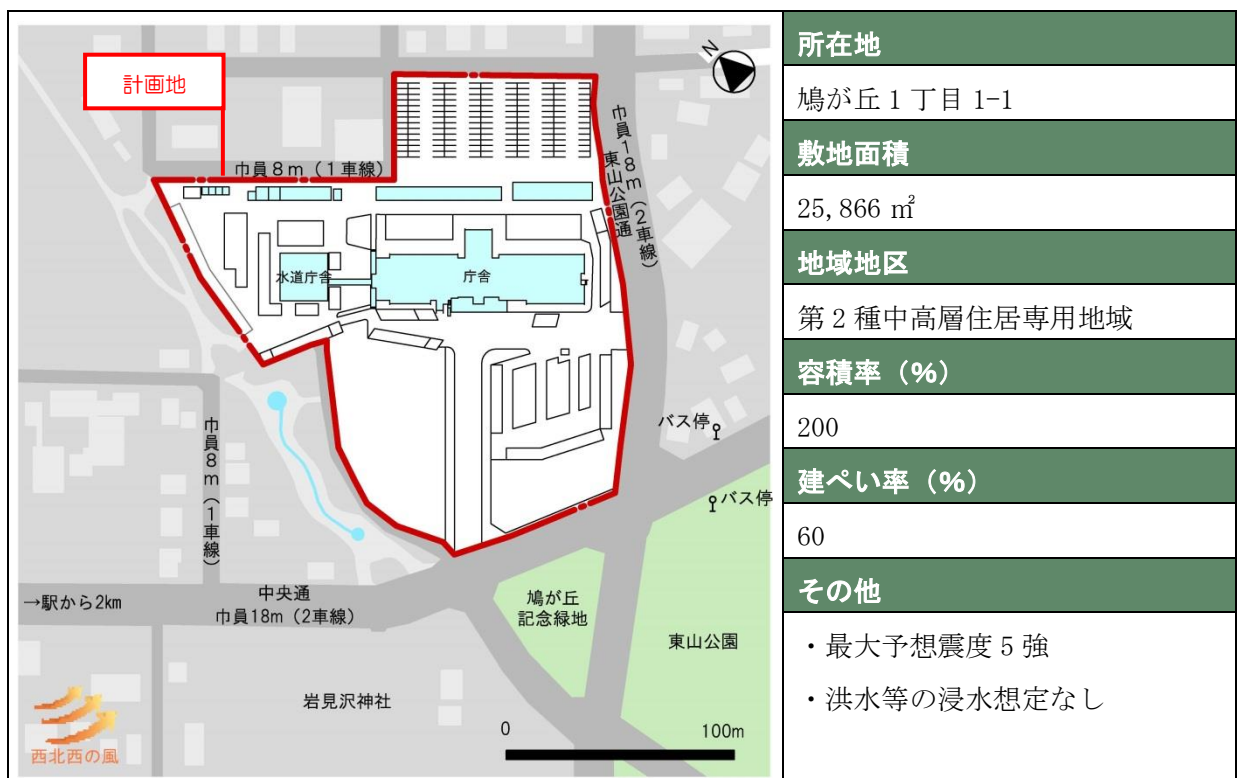 計画地
N
巾員8m（1車線）
巾員18m（2車線）
東山公園通
水道庁舎
庁舎
バス停
バス停
巾員8m（1車線）
中央通
巾員18m（2車線）
→駅から2km
鳩が丘
記念緑地
東山公園
岩見沢神社
西北西の風
0
100m
所在地
鳩が丘1丁目1-1
敷地面積
25,866 ㎡
地域地区
第2種中高層住居専用地域
容積率（%）
200
建ぺい率（%）
60
その他
・最大予想震度5強
・洪水等の浸水想定なし